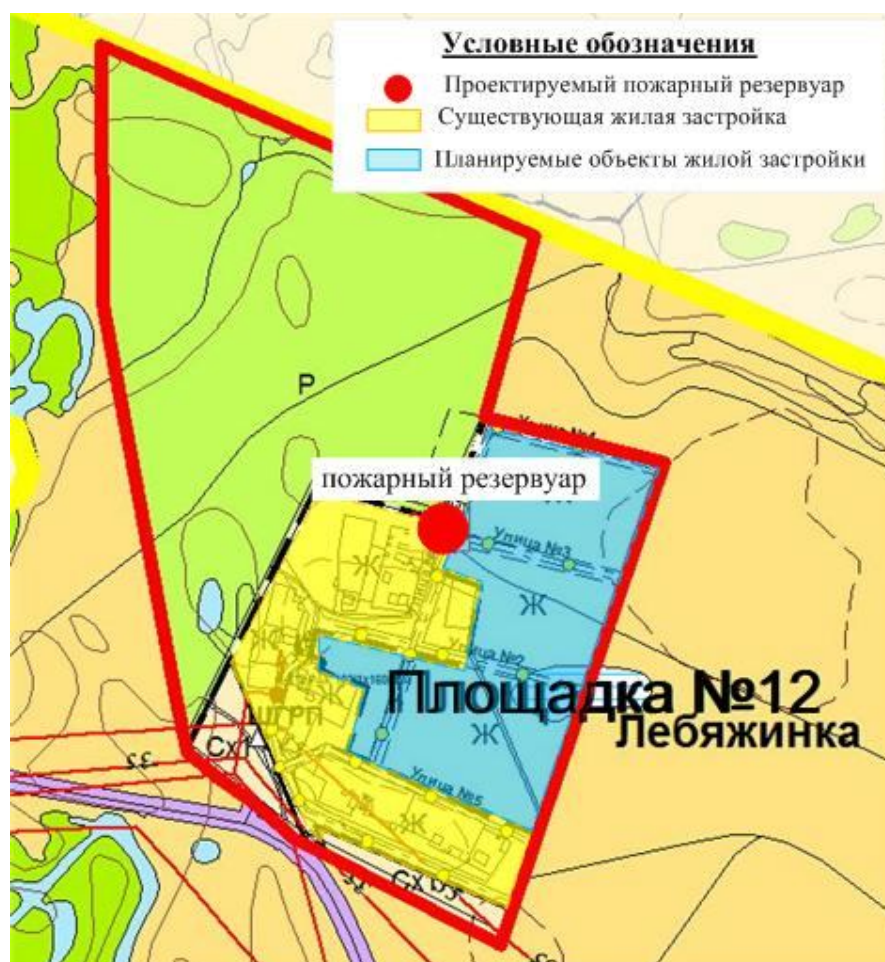 Условные обозначения
Проектируемый пожарный резервуар
Существующая жилая застройка
Планируемые объекты жилой застройки
Р
пожарный резервуар
Ж
Улица №3
Ж
Ж
Улица №2
Ж
Площадка №12
Лебяжинка
ШГРП
Ж
Сх1
Ж
Улица №5
Ж
Сх